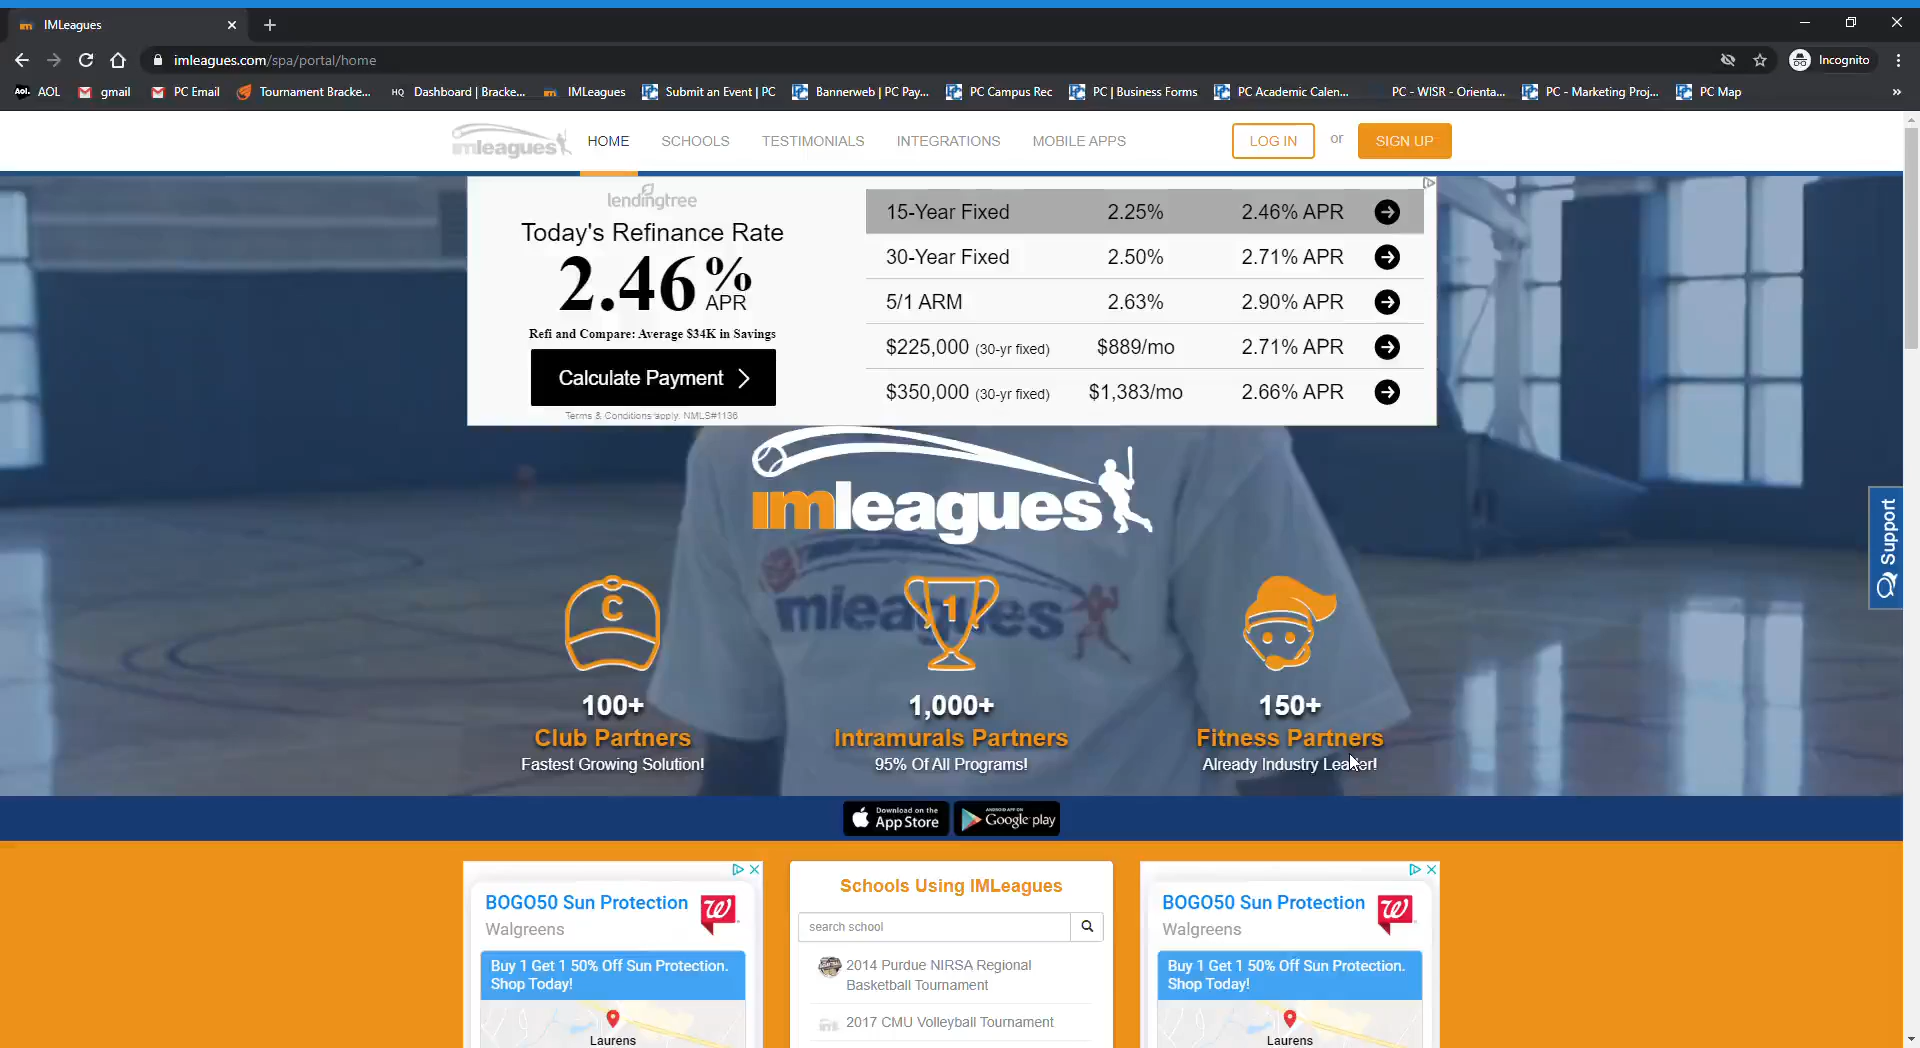 IMLeagues
imleagues.com/spa/portal/home
Incognito
AOL
gmail
PC Email
Tournament Bracke...
HQ Dashboard | Bracke...
IMLeagues
Submit an Event | PC
Bannerweb | PC Pay...
PC Campus Rec
PC | Business Forms
PC Academic Calen...
PC - WISR - Orienta...
PC - Marketing Proj...
PC Map
imleagues
HOME
SCHOOLS
TESTIMONIALS
INTEGRATIONS
MOBILE APPS
LOG IN
or
SIGN UP
lendingtree
Today's Refinance Rate
2.46% APR
Refi and Compare: Average $34K in Savings
Calculate Payment
Terms & Conditions apply. NMLS#1136
15-Year Fixed 2.25% 2.46% APR
30-Year Fixed 2.50% 2.71% APR
5/1 ARM 2.63% 2.90% APR
$225,000 (30-yr fixed) $889/mo 2.71% APR
$350,000 (30-yr fixed) $1,383/mo 2.66% APR
imleagues
Support
mleagues
C
1
100+
Club Partners
Fastest Growing Solution!
1,000+
Intramurals Partners
95% Of All Programs!
150+
Fitness Partners
Already Industry Leader!
Download on the
App Store
ANDROID APP ON
Google play
BOGO50 Sun Protection
Walgreens
Buy 1 Get 1 50% Off Sun Protection.
Shop Today!
Laurens
Schools Using IMLeagues
search school
2014 Purdue NIRSA Regional
Basketball Tournament
2017 CMU Volleyball Tournament
BOGO50 Sun Protection
Walgreens
Buy 1 Get 1 50% Off Sun Protection.
Shop Today!
Laurens